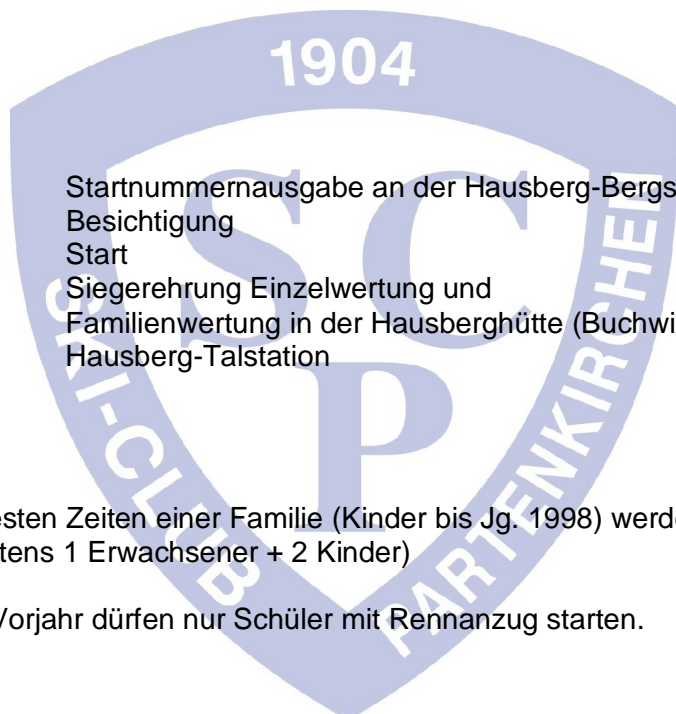 1904
Startnummernausgabe an der Hausberg-Bergs
Besichtigung
Start
Siegerehrung Einzelwertung und
Familienwertung in der Hausberghütte (Buchwi
Hausberg-Talstation
SC
P
SKI-CLUB
PARTENKIRCHEN
esten Zeiten einer Familie (Kinder bis Jg. 1998) werd
tens 1 Erwachsener + 2 Kinder)
Vorjahr dürfen nur Schüler mit Rennanzug starten.